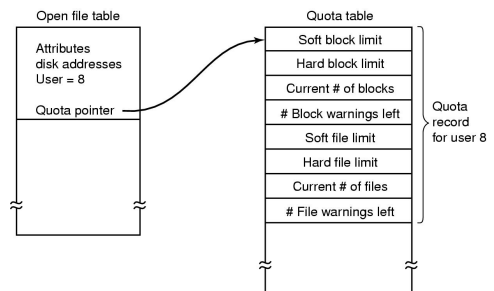 Open file table
Attributes
disk addresses
User = 8
Quota pointer
Quota table
Soft block limit
Hard block limit
Current # of blocks
# Block warnings left
Soft file limit
Hard file limit
Current # of files
# File warnings left
Quota
record
for user 8